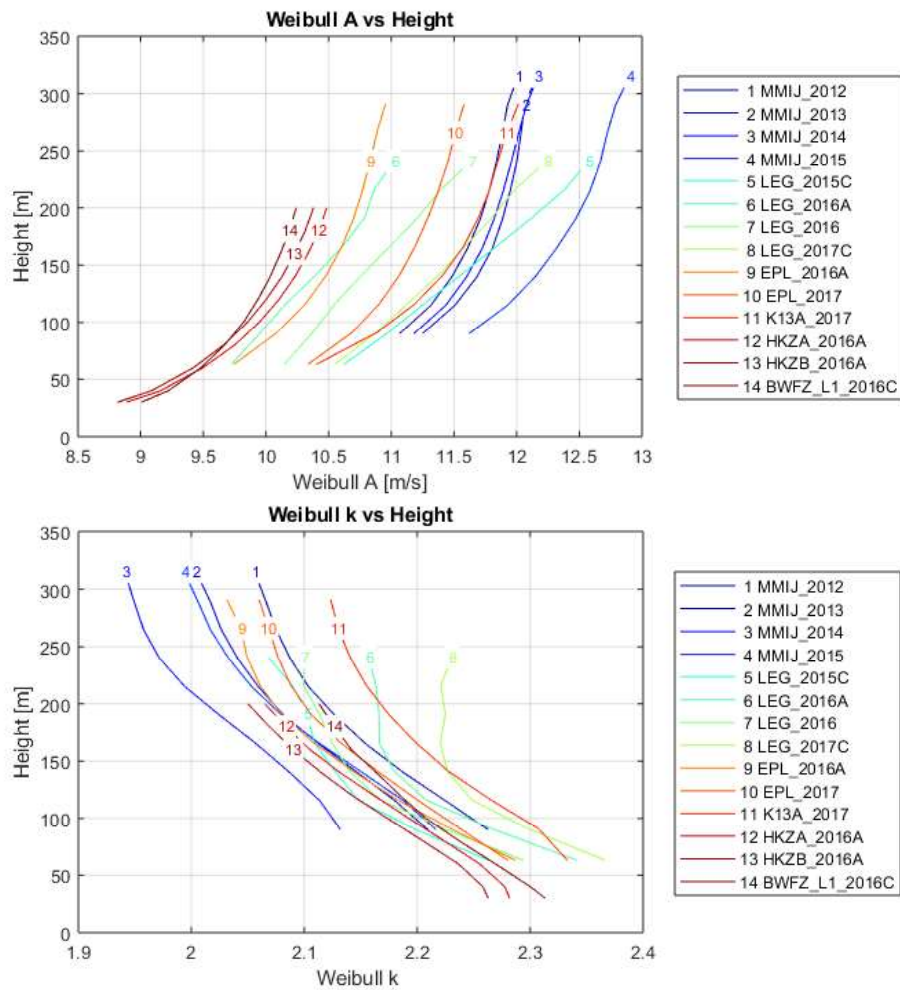 Weibull A vs Height
350
300
250
200
150
100
50
0
Height [m]
8.5 9 9.5 10 10.5 11 11.5 12 12.5 13
Weibull A [m/s]
1 3 4
2
10 11
9 6 7 8 5
14 12
13
1 MMIJ_2012
2 MMIJ_2013
3 MMIJ_2014
4 MMIJ_2015
5 LEG_2015C
6 LEG_2016A
7 LEG_2016
8 LEG_2017C
9 EPL_2016A
10 EPL_2017
11 K13A_2017
12 HKZA_2016A
13 HKZB_2016A
14 BWFZ_L1_2016C
Weibull k vs Height
350
300
250
200
150
100
50
0
Height [m]
1.9 2 2.1 2.2 2.3 2.4
Weibull k
3 4 2 1
9 10 11
7 6 8
12 14
13
1 MMIJ_2012
2 MMIJ_2013
3 MMIJ_2014
4 MMIJ_2015
5 LEG_2015C
6 LEG_2016A
7 LEG_2016
8 LEG_2017C
9 EPL_2016A
10 EPL_2017
11 K13A_2017
12 HKZA_2016A
13 HKZB_2016A
14 BWFZ_L1_2016C